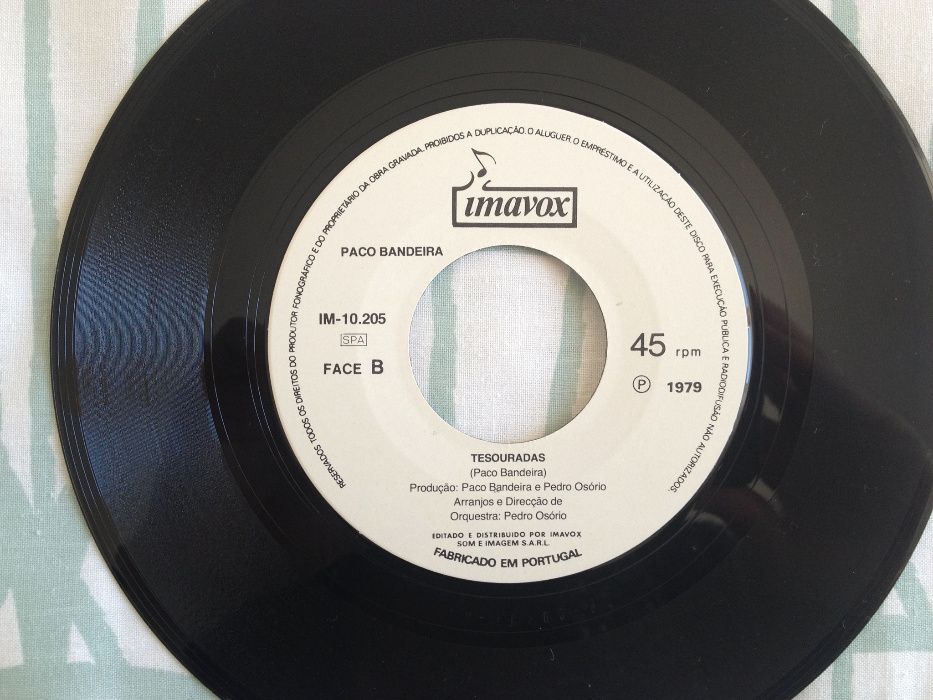 RESERVADOS TODOS OS DIREITOS DO PRODUTOR FONOGRÁFICO E DO PROPRIETÁRIO DA OBRA GRAVADA. PROIBIDOS A DUPLICAÇÃO, O ALUGUER, O EMPRÉSTIMO E A UTILIZAÇÃO DESTE DISCO PARA EXECUÇÃO PÚBLICA E RADIODIFUSÃO NÃO AUTORIZADOS.
imavox
PACO BANDEIRA
IM-10.205
SPA
FACE B
45 rpm
Ⓟ 1979
TESOURADAS
(Paco Bandeira)
Produção: Paco Bandeira e Pedro Osório
Arranjos e Direcção de
Orquestra: Pedro Osório
EDITADO E DISTRIBUIDO POR IMAVOX
SOM E IMAGEM S.A.R.L.
FABRICADO EM PORTUGAL